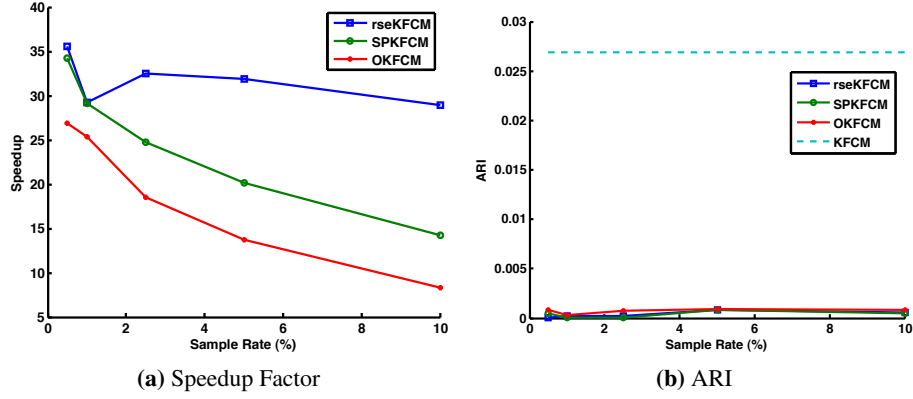 40
35
30
25
20
15
10
5
0 2 4 6 8 10
Speedup
Sample Rate (%)
rseKFCM
SPKFCM
OKFCM
(a) Speedup Factor
0.03
0.025
0.02
0.015
0.01
0.005
0
0 2 4 6 8 10
ARI
Sample Rate (%)
rseKFCM
SPKFCM
OKFCM
KFCM
(b) ARI